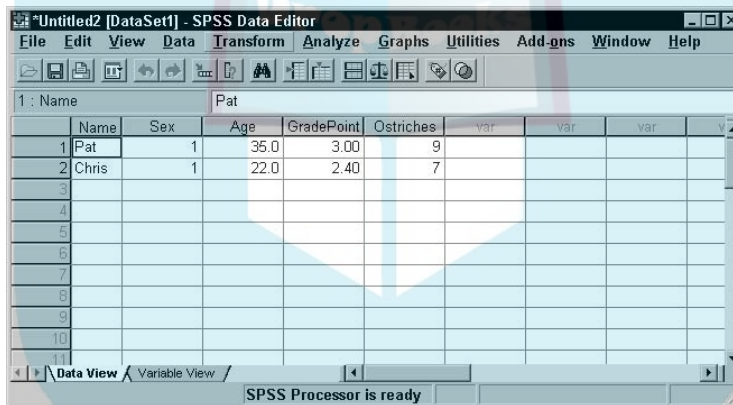 *Untitled2 [DataSet1] - SPSS Data Editor
File Edit View Data Transform Analyze Graphs Utilities Add-ons Window Help
1 : Name Pat
Name Sex Age GradePoint Ostriches var var var
1 Pat 1 35.0 3.00 9
2 Chris 1 22.0 2.40 7
3
4
5
6
7
8
9
10
11
Data View Variable View
SPSS Processor is ready